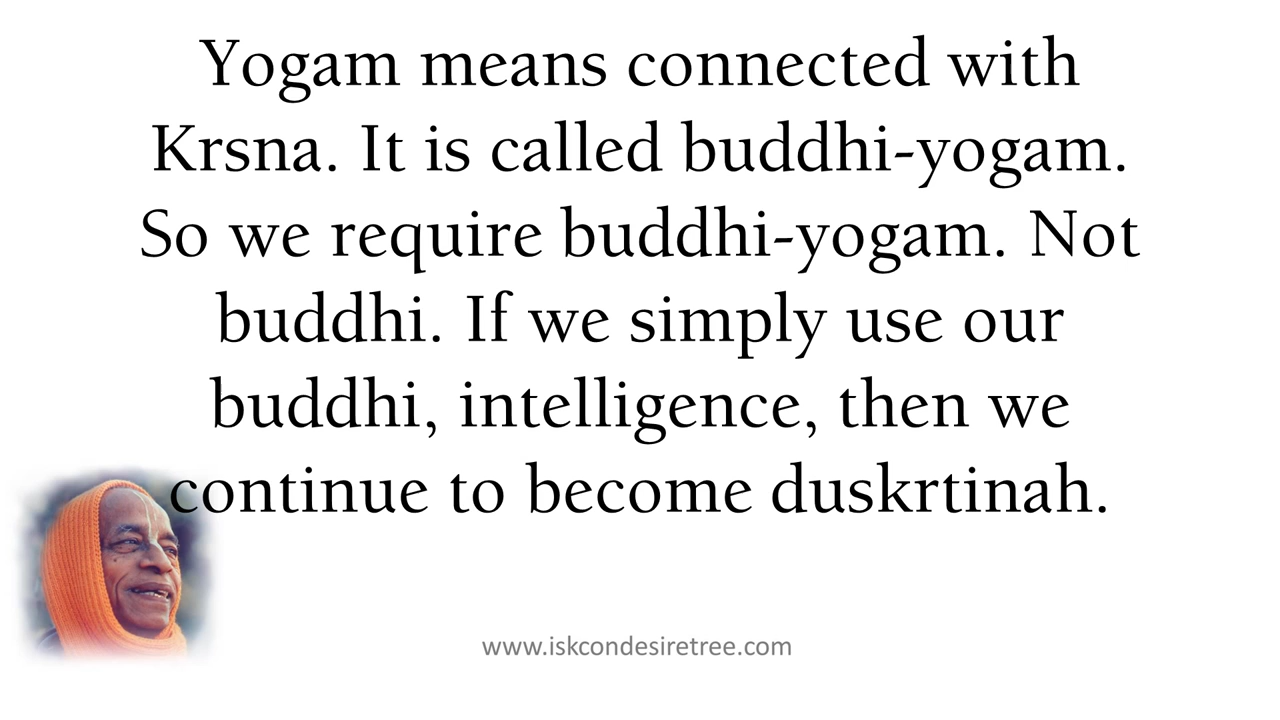 Yogam means connected with
Krsna. It is called buddhi-yogam.
So we require buddhi-yogam. Not
buddhi. If we simply use our
buddhi, intelligence, then we
continue to become duskrtinah.
www.iskcondesiretree.com